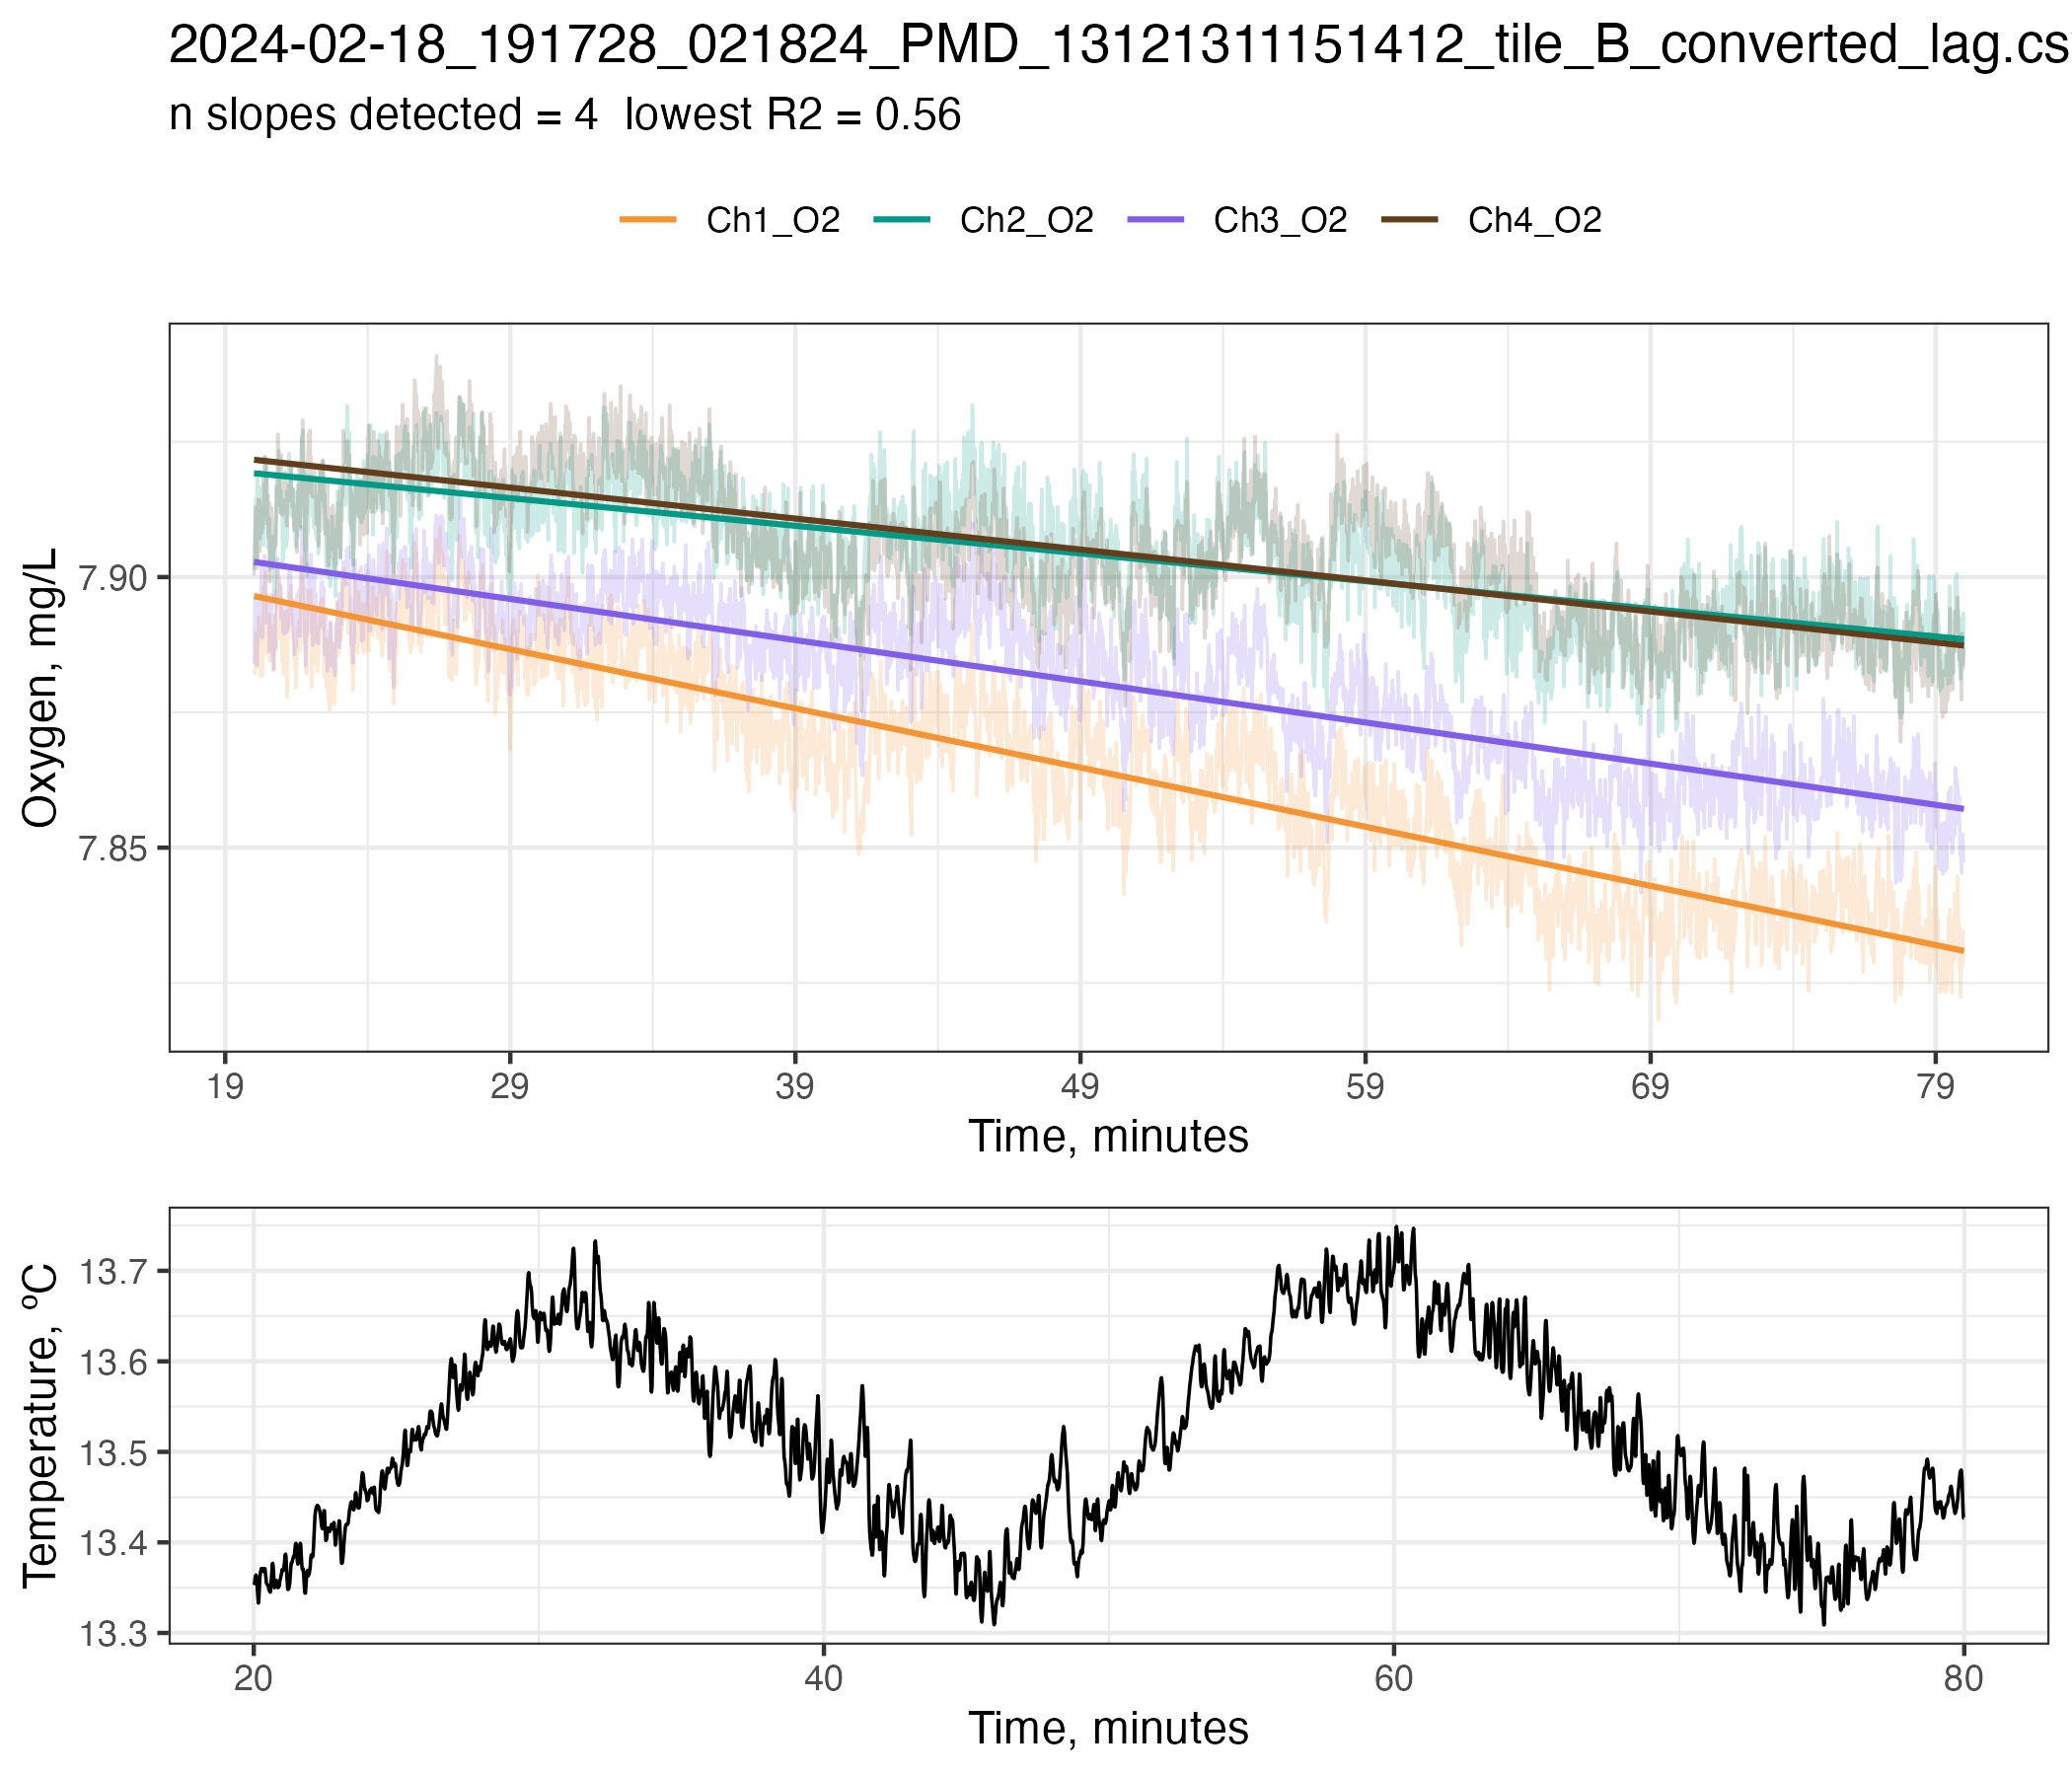 2024-02-18_191728_021824_PMD_13121311151412_tile_B_converted_lag.cs
n slopes detected = 4  lowest R2 = 0.56
Ch1_O2 Ch2_O2 Ch3_O2 Ch4_O2
Oxygen, mg/L
7.90
7.85
19 29 39 49 59 69 79
Time, minutes
Temperature, ºC
13.7
13.6
13.5
13.4
13.3
20 40 60 80
Time, minutes